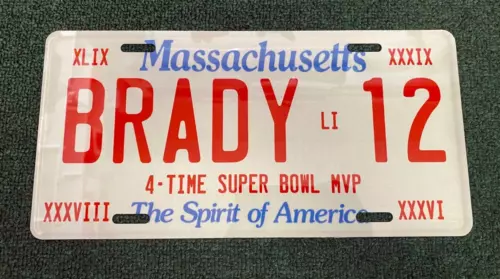 XLIX Massachusetts XXXIX
BRADY LI 12
4-TIME SUPER BOWL MVP
XXXVIII The Spirit of America XXXVI